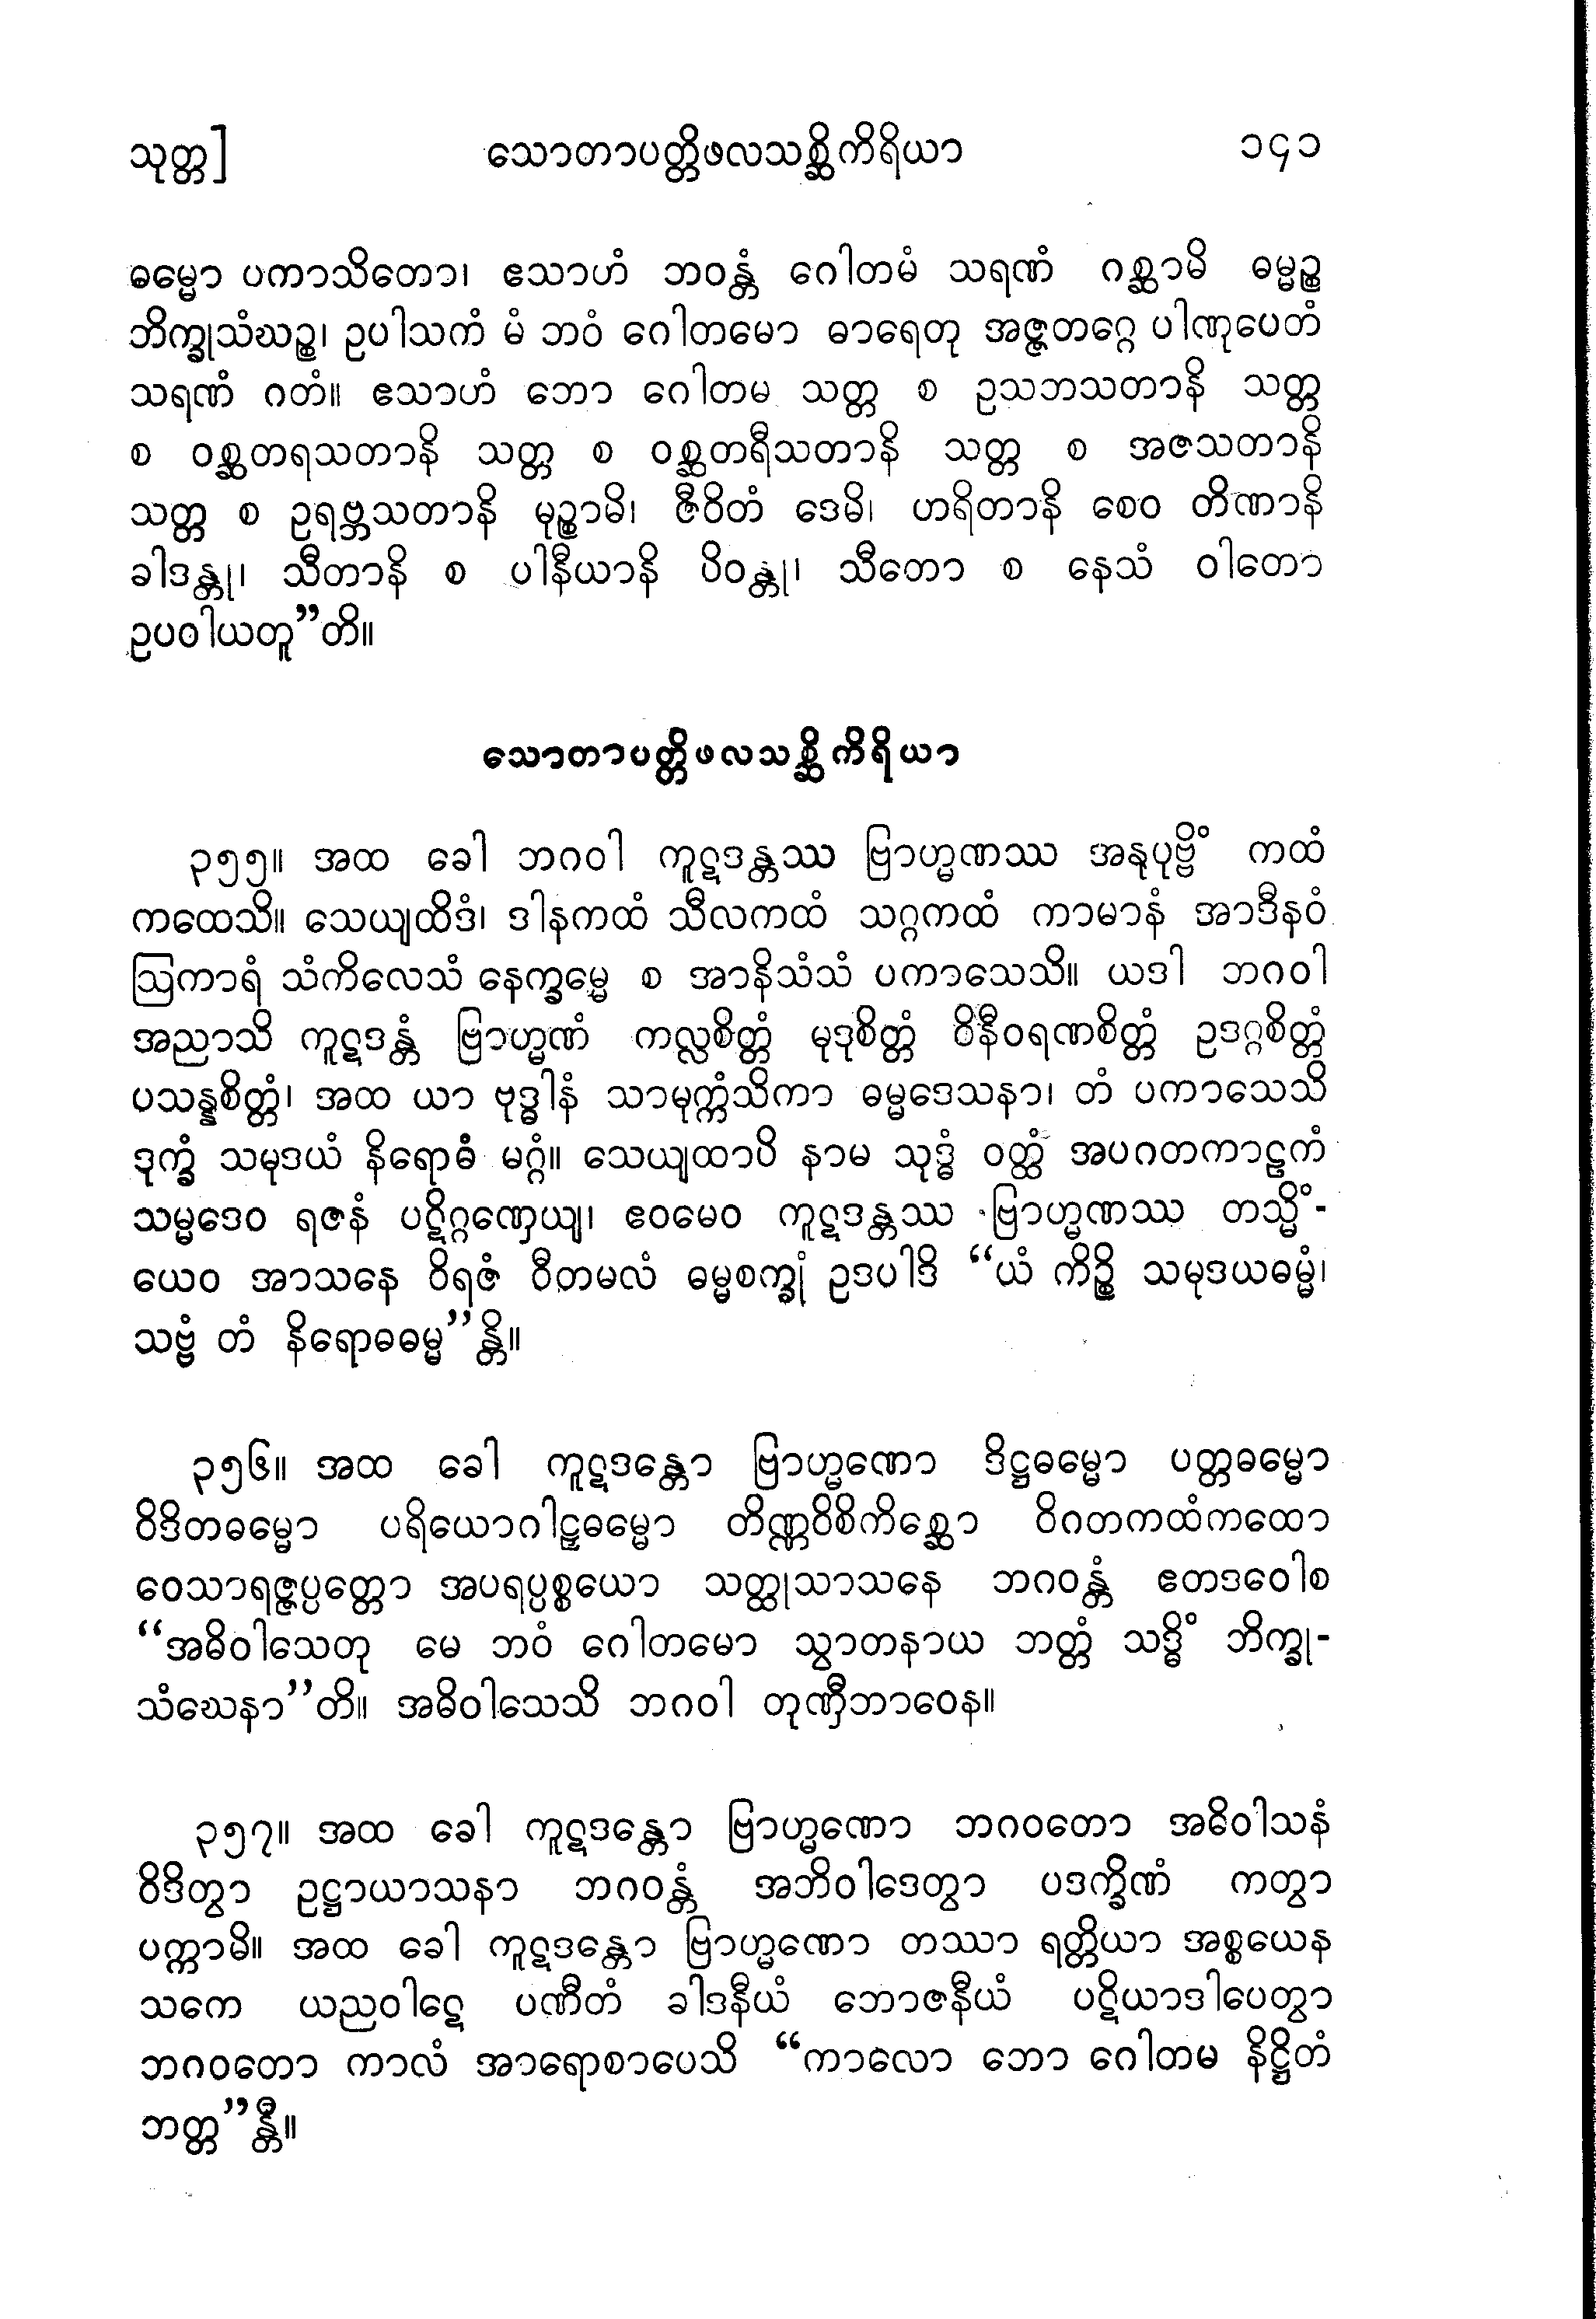 သုတ္တ] သောတာပတ္တိဖလသစ္ဆိကိရိယာ ၁၄၁
ဓမ္မော ပကာသိတော၊ ဧသာဟံ ဘဝန္တံ ဂေါတမံ သရဏံ ဂစ္ဆာမိ ဓမ္မဉ္စ
ဘိက္ခုသံဃဉ္စ၊ ဥပါသကံ မံ ဘဝံ ဂေါတမော ဓာရေတု အဇ္ဇတဂ္ဂေ ပါဏုပေတံ
သရဏံ ဂတံ။ ဧသာဟံ ဘော ဂေါတမ သတ္တ စ ဥသဘသတာနိ သတ္တ
စ ဝစ္ဆတရသတာနိ သတ္တ စ ဝစ္ဆတရီသတာနိ သတ္တ စ အဇသတာနိ
သတ္တ စ ဥရဗ္ဘသတာနိ မုဉ္စာမိ၊ ဇီဝိတံ ဒေမိ၊ ဟရိတာနိ စေဝ တိဏာနိ
ခါဒန္တု၊ သီတာနိ စ ပါနီယာနိ ပိဝန္တု၊ သီတော စ နေသံ ဝါတော
ဥပဝါယတူ”တိ။
သောတာပတ္တိဖလသစ္ဆိကိရိယာ
၃၅၅။ အထ ခေါ ဘဂဝါ ကူဋဒန္တဿ ဗြာဟ္မဏဿ အနုပုဗ္ဗိံ ကထံ
ကထေသိ။ သေယျထိဒံ၊ ဒါနကထံ သီလကထံ သဂ္ဂကထံ ကာမာနံ အာဒီနဝံ
ဩကာရံ သံကိလေသံ နေက္ခမ္မေ စ အာနိသံသံ ပကာသေသိ။ ယဒါ ဘဂဝါ
အညာသိ ကူဋဒန္တံ ဗြာဟ္မဏံ ကလ္လစိတ္တံ မုဒုစိတ္တံ ဝိနီဝရဏစိတ္တံ ဥဒဂ္ဂစိတ္တံ
ပသန္နစိတ္တံ၊ အထ ယာ ဗုဒ္ဓါနံ သာမုက္ကံသိကာ ဓမ္မဒေသနာ၊ တံ ပကာသေသိ
ဒုက္ခံ သမုဒယံ နိရောဓံ မဂ္ဂံ။ သေယျထာပိ နာမ သုဒ္ဓံ ဝတ္ထံ အပဂတကာဠကံ
သမ္မဒေဝ ရဇနံ ပဋိဂ္ဂဏှေယျ၊ ဧဝမေဝ ကူဋဒန္တဿ ဗြာဟ္မဏဿ တသ္မိံ-
ယေဝ အာသနေ ဝိရဇံ ဝီတမလံ ဓမ္မစက္ခုံ ဥဒပါဒိ “ယံ ကိဉ္စိ သမုဒယဓမ္မံ၊
သဗ္ဗံ တံ နိရောဓဓမ္မ”န္တိ။
၃၅၆။ အထ ခေါ ကူဋဒန္တော ဗြာဟ္မဏော ဒိဋ္ဌဓမ္မော ပတ္တဓမ္မော
ဝိဒိတဓမ္မော ပရိယောဂါဠှဓမ္မော တိဏ္ဏဝိစိကိစ္ဆော ဝိဂတကထံကထော
ဝေသာရဇ္ဇပ္ပတ္တော အပရပ္ပစ္စယော သတ္ထုသာသနေ ဘဂဝန္တံ ဧတဒဝေါစ
“အဓိဝါသေတု မေ ဘဝံ ဂေါတမော သွာတနာယ ဘတ္တံ သဒ္ဓိံ ဘိက္ခု-
သံဃေနာ”တိ။ အဓိဝါသေသိ ဘဂဝါ တုဏှီဘာဝေန။
၃၅၇။ အထ ခေါ ကူဋဒန္တော ဗြာဟ္မဏော ဘဂဝတော အဓိဝါသနံ
ဝိဒိတွာ ဥဋ္ဌာယာသနာ ဘဂဝန္တံ အဘိဝါဒေတွာ ပဒက္ခိဏံ ကတွာ
ပက္ကာမိ။ အထ ခေါ ကူဋဒန္တော ဗြာဟ္မဏော တဿာ ရတ္တိယာ အစ္စယေန
သကေ ယညဝါဋေ ပဏီတံ ခါဒနီယံ ဘောဇနီယံ ပဋိယာဒါပေတွာ
ဘဂဝတော ကာလံ အာရောစာပေသိ “ကာလော ဘော ဂေါတမ နိဋ္ဌိတံ
ဘတ္တ”န္တိ။